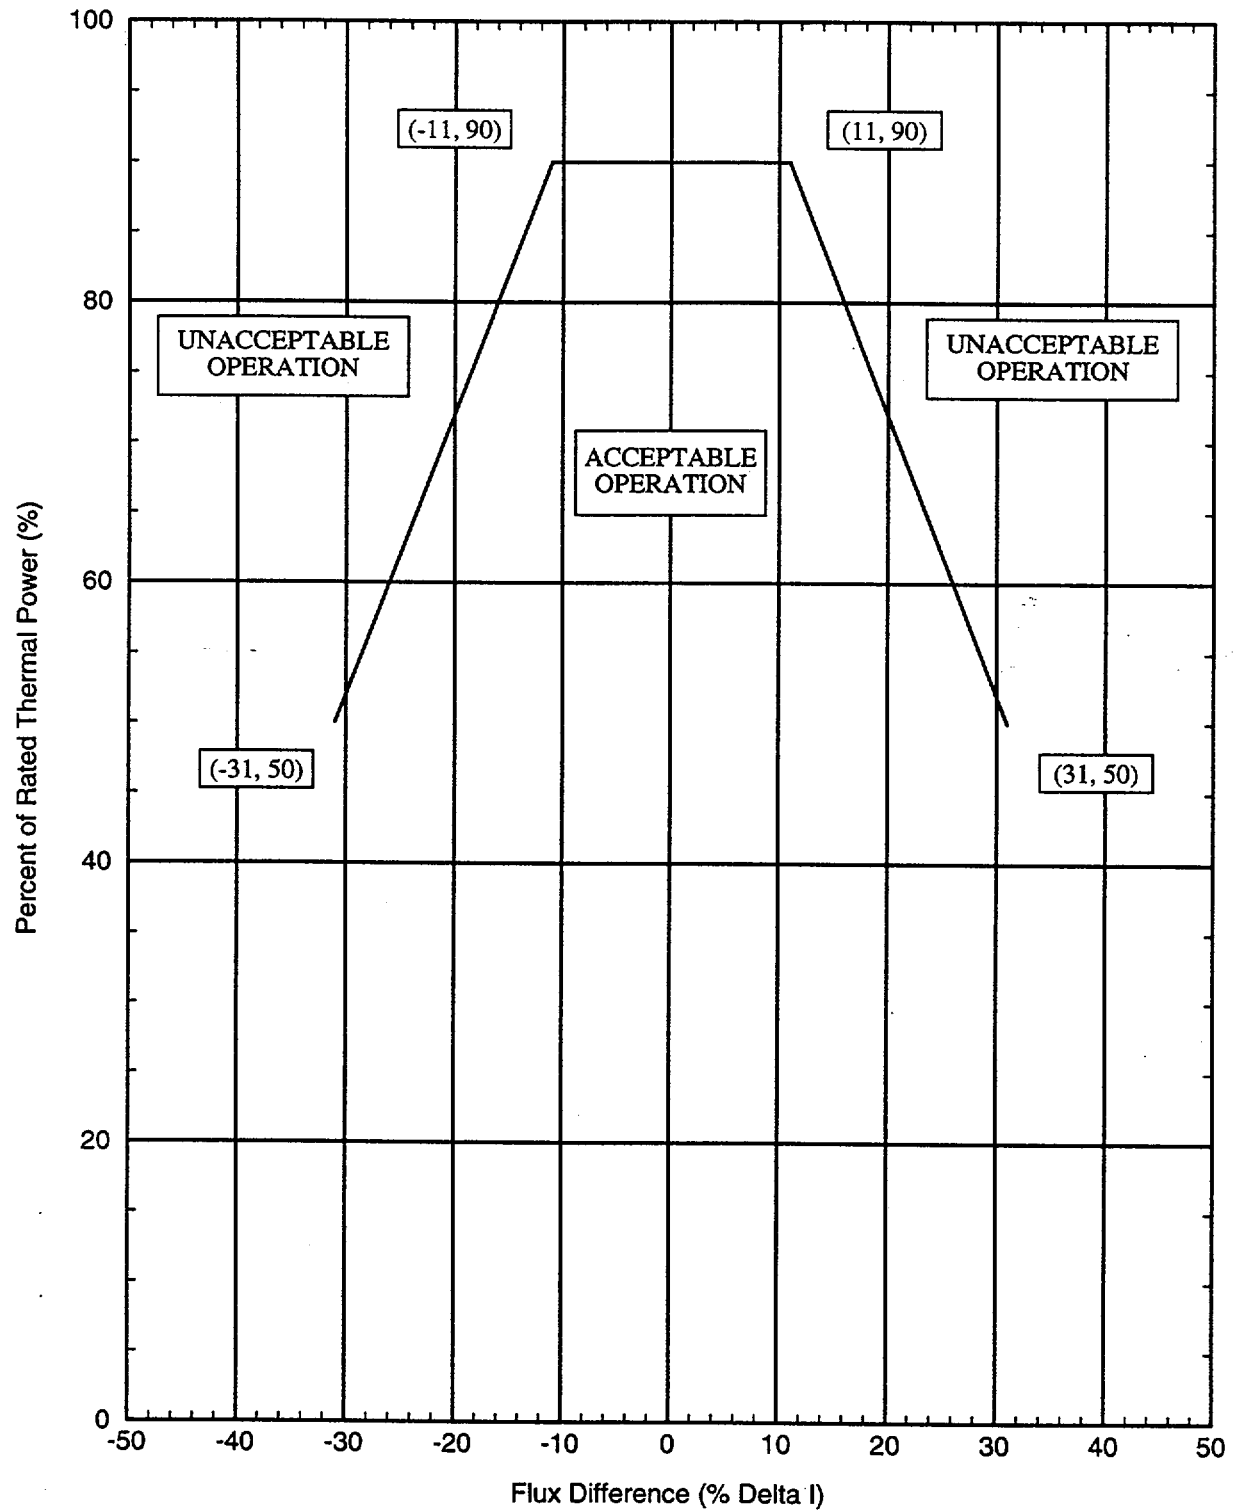 100
(-11, 90)
(11, 90)
80
UNACCEPTABLE
OPERATION
UNACCEPTABLE
OPERATION
ACCEPTABLE
OPERATION
Percent of Rated Thermal Power (%)
60
(-31, 50)
(31, 50)
40
20
0
-50 -40 -30 -20 -10 0 10 20 30 40 50
Flux Difference (% Delta I)